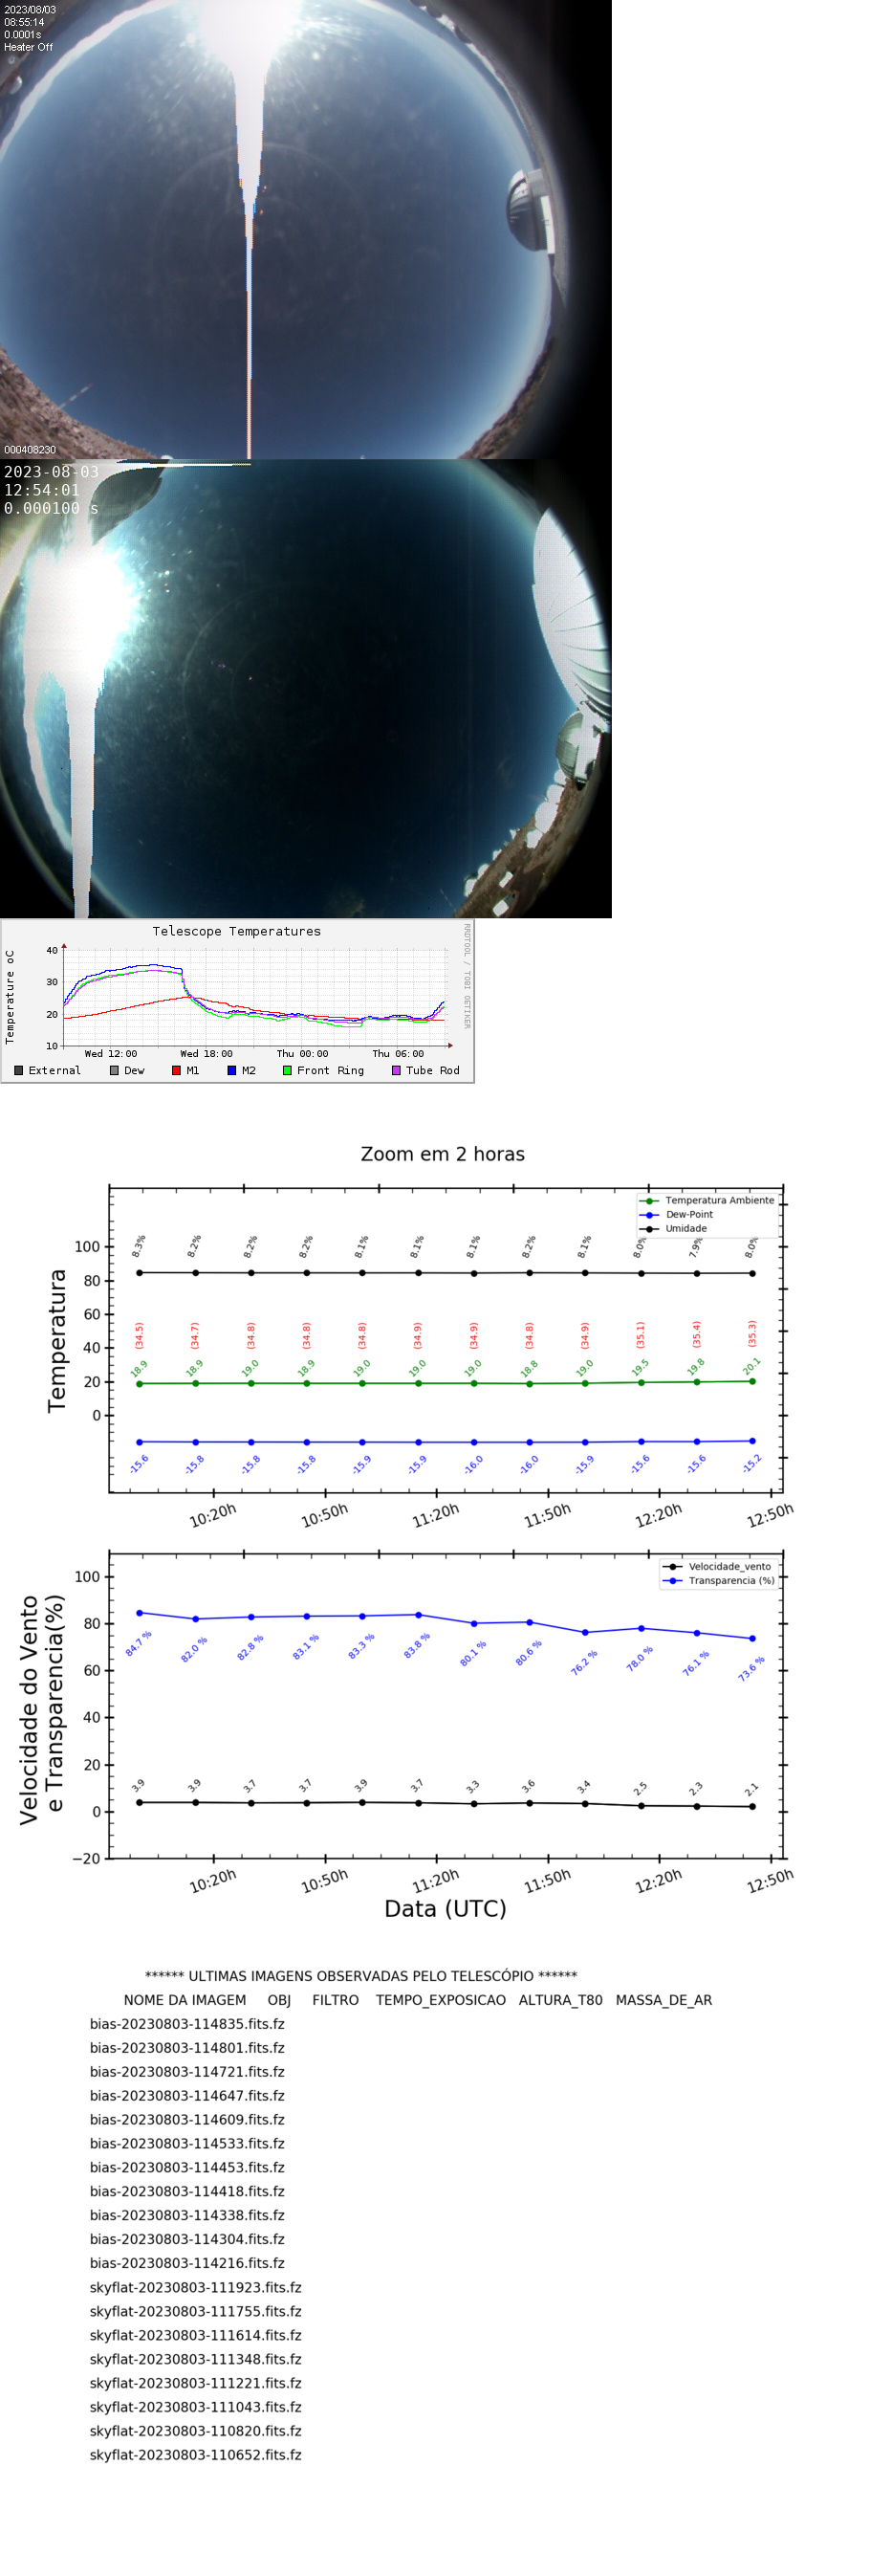 2023/08/03
08:55:14
0.0001s
Heater Off
000408230
2023-08-03
12:54:01
0.000100 s
Telescope Temperatures
RRDTOOL / TOBI OETIKER
Temperature oC
40
30
20
10
Wed 12:00 Wed 18:00 Thu 00:00 Thu 06:00
External Dew M1 M2 Front Ring Tube Rod
Zoom em 2 horas
Temperatura Ambiente
Dew-Point
Umidade
Temperatura
100
80
60
40
20
0
8.3% 8.2% 8.2% 8.2% 8.1% 8.1% 8.1% 8.2% 8.1% 8.0% 7.9% 8.0%
(34.5) (34.7) (34.8) (34.8) (34.8) (34.9) (34.9) (34.8) (34.9) (35.1) (35.4) (35.3)
18.9 18.9 19.0 18.9 19.0 19.0 19.0 18.8 19.0 19.5 19.8 20.1
-15.6 -15.8 -15.8 -15.8 -15.9 -15.9 -16.0 -16.0 -15.9 -15.6 -15.6 -15.2
10:20h 10:50h 11:20h 11:50h 12:20h 12:50h
Velocidade_vento
Transparencia (%)
Velocidade do Vento
e Transparencia(%)
100
80
60
40
20
0
−20
84.7 % 82.0 % 82.8 % 83.1 % 83.3 % 83.8 % 80.1 % 80.6 % 76.2 % 78.0 % 76.1 % 73.6 %
3.9 3.9 3.7 3.7 3.9 3.7 3.3 3.6 3.4 2.5 2.3 2.1
10:20h 10:50h 11:20h 11:50h 12:20h 12:50h
Data (UTC)
****** ULTIMAS IMAGENS OBSERVADAS PELO TELESCÓPIO ******
NOME DA IMAGEM OBJ FILTRO TEMPO_EXPOSICAO ALTURA_T80 MASSA_DE_AR
bias-20230803-114835.fits.fz
bias-20230803-114801.fits.fz
bias-20230803-114721.fits.fz
bias-20230803-114647.fits.fz
bias-20230803-114609.fits.fz
bias-20230803-114533.fits.fz
bias-20230803-114453.fits.fz
bias-20230803-114418.fits.fz
bias-20230803-114338.fits.fz
bias-20230803-114304.fits.fz
bias-20230803-114216.fits.fz
skyflat-20230803-111923.fits.fz
skyflat-20230803-111755.fits.fz
skyflat-20230803-111614.fits.fz
skyflat-20230803-111348.fits.fz
skyflat-20230803-111221.fits.fz
skyflat-20230803-111043.fits.fz
skyflat-20230803-110820.fits.fz
skyflat-20230803-110652.fits.fz